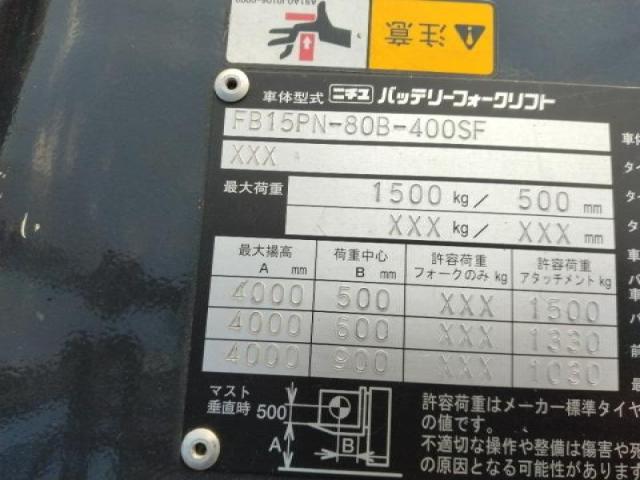 注意
車体型式 ニチユ バッテリーフォークリフト
FB15PN-80B-400SF
XXX
最大荷重 1500 kg / 500 mm
XXX kg / XXX mm
最大揚高 A mm 荷重中心 B mm 許容荷重 フォークのみ kg 許容荷重 アタッチメント kg
4000 500 XXX 1500
4000 600 XXX 1330
4000 900 XXX 1030
マスト
垂直時 500
A B
許容荷重はメーカー標準タイヤ
の値です。
不適切な操作や整備は傷害や死
の原因となる可能性があります